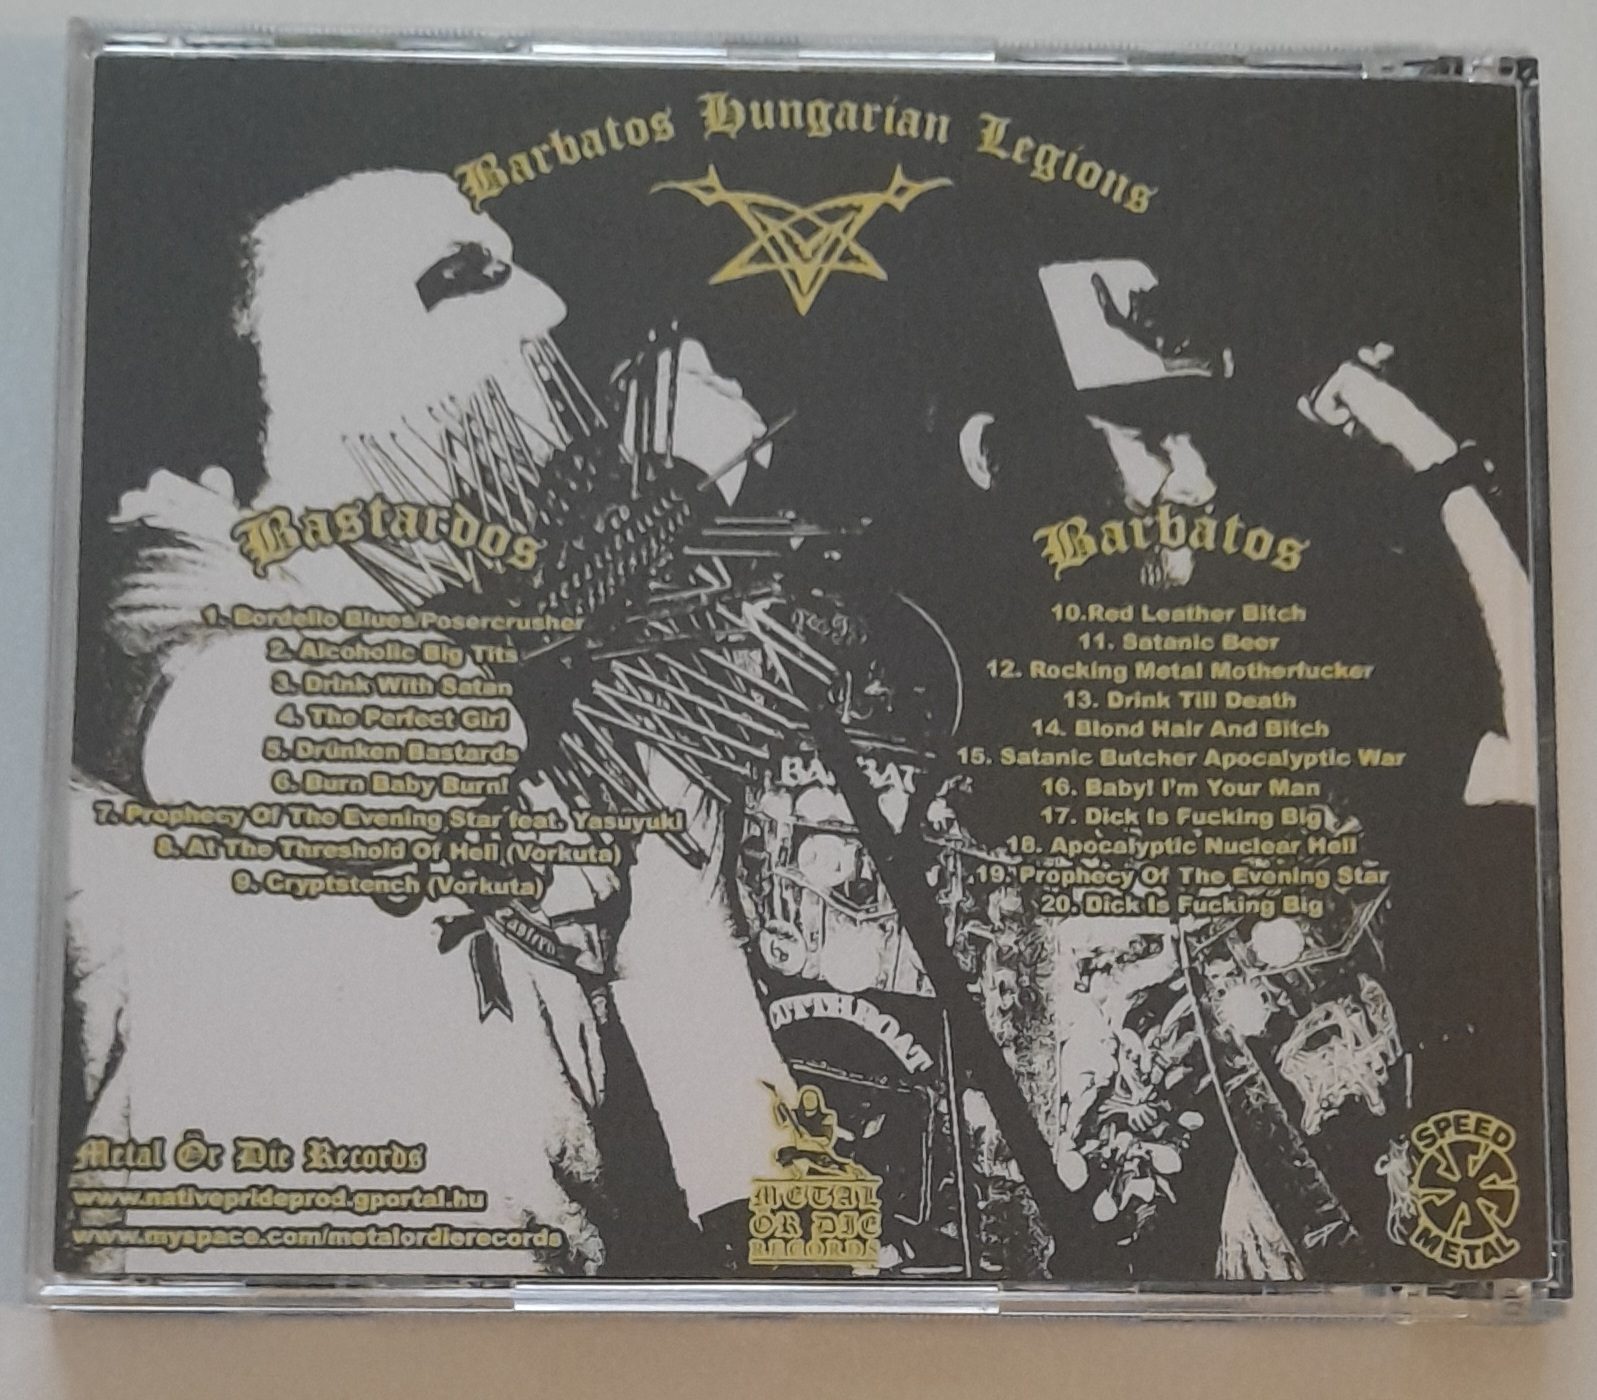 Barbatos Hungarian Legions
Bastardos
1. Bordello Blues/Posercrusher
2. Alcoholic Big Tits
3. Drink With Satan
4. The Perfect Girl
5. Drünken Bastards
6. Burn Baby Burn!
7. Prophecy Of The Evening Star feat. Yasuyuki
8. At The Threshold Of Hell (Vorkuta)
9. Cryptstench (Vorkuta)
Barbatos
10.Red Leather Bitch
11. Satanic Beer
12. Rocking Metal Motherfucker
13. Drink Till Death
14. Blond Hair And Bitch
15. Satanic Butcher Apocalyptic War
16. Baby! I'm Your Man
17. Dick Is Fucking Big
18. Apocalyptic Nuclear Hell
19. Prophecy Of The Evening Star
20. Dick Is Fucking Big
Metal Ör Die Records
www.nativeprideprod.gportal.hu
www.myspace.com/metalordierecords
METAL
OR DIE
RECORDS
SPEED
METAL